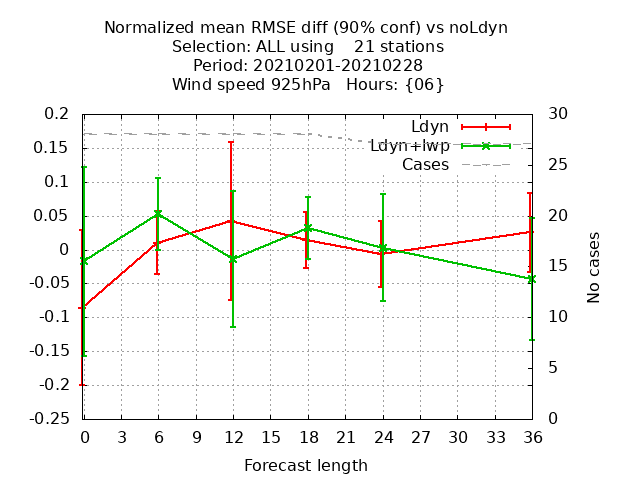 Normalized mean RMSE diff (90% conf) vs noLdyn
Selection: ALL using    21 stations
Period: 20210201-20210228
Wind speed 925hPa   Hours: {06}
0.2
0.15
0.1
0.05
0
-0.05
-0.1
-0.15
-0.2
-0.25
30
25
20
15
10
5
0
Ldyn
Ldyn+lwp
Cases
No cases
0 3 6 9 12 15 18 21 24 27 30 33 36
Forecast length